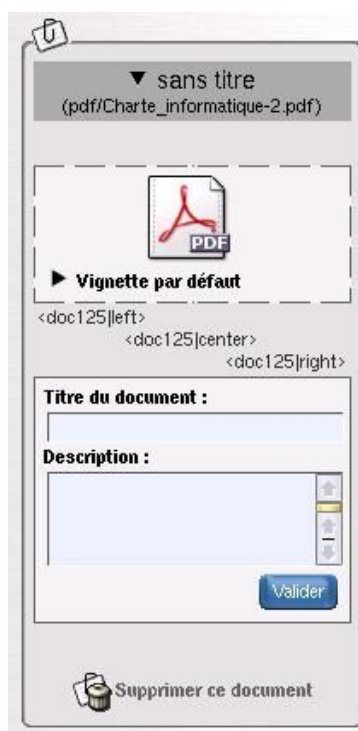 ▼ sans titre
(pdf/Charte_informatique-2.pdf)
PDF
► Vignette par défaut
<doc125|left>
<doc125|center>
<doc125|right>
Titre du document :
Description :
Valider
Supprimer ce document